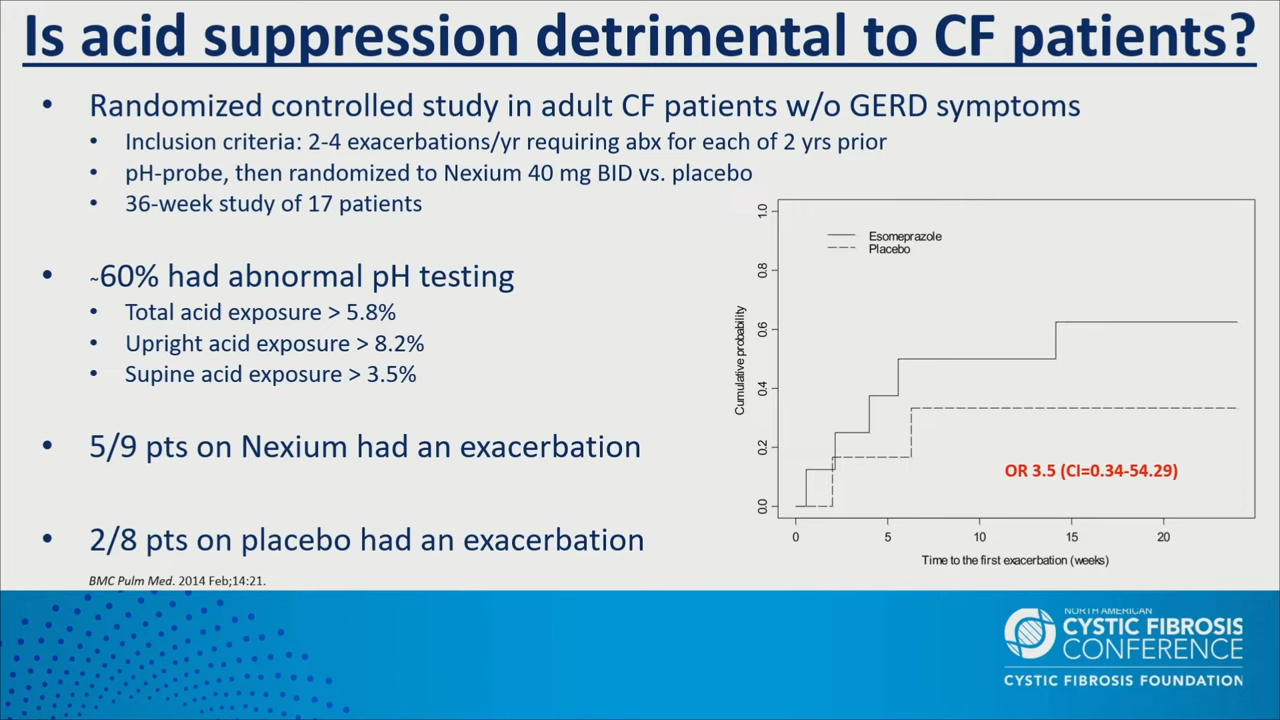 Is acid suppression detrimental to CF patients?
• Randomized controlled study in adult CF patients w/o GERD symptoms
• Inclusion criteria: 2-4 exacerbations/yr requiring abx for each of 2 yrs prior
• pH-probe, then randomized to Nexium 40 mg BID vs. placebo
• 36-week study of 17 patients
• ~60% had abnormal pH testing
• Total acid exposure > 5.8%
• Upright acid exposure > 8.2%
• Supine acid exposure > 3.5%
• 5/9 pts on Nexium had an exacerbation
• 2/8 pts on placebo had an exacerbation
BMC Pulm Med. 2014 Feb;14:21.
Cumulative probability
1.0
0.8
0.6
0.4
0.2
0.0
Esomeprazole
Placebo
OR 3.5 (CI=0.34-54.29)
0 5 10 15 20
Time to the first exacerbation (weeks)
NORTH AMERICAN
CYSTIC FIBROSIS
CONFERENCE
CYSTIC FIBROSIS FOUNDATION